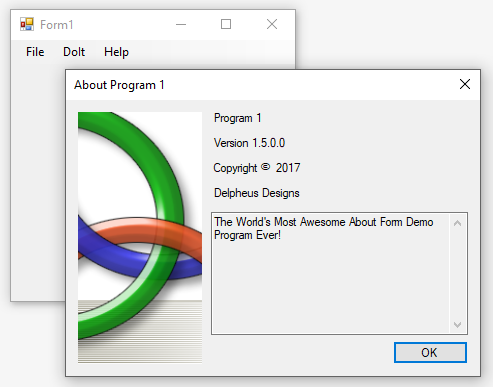 Form1
File DoIt Help
About Program 1
Program 1
Version 1.5.0.0
Copyright © 2017
Delpheus Designs
The World's Most Awesome About Form Demo
Program Ever!
OK